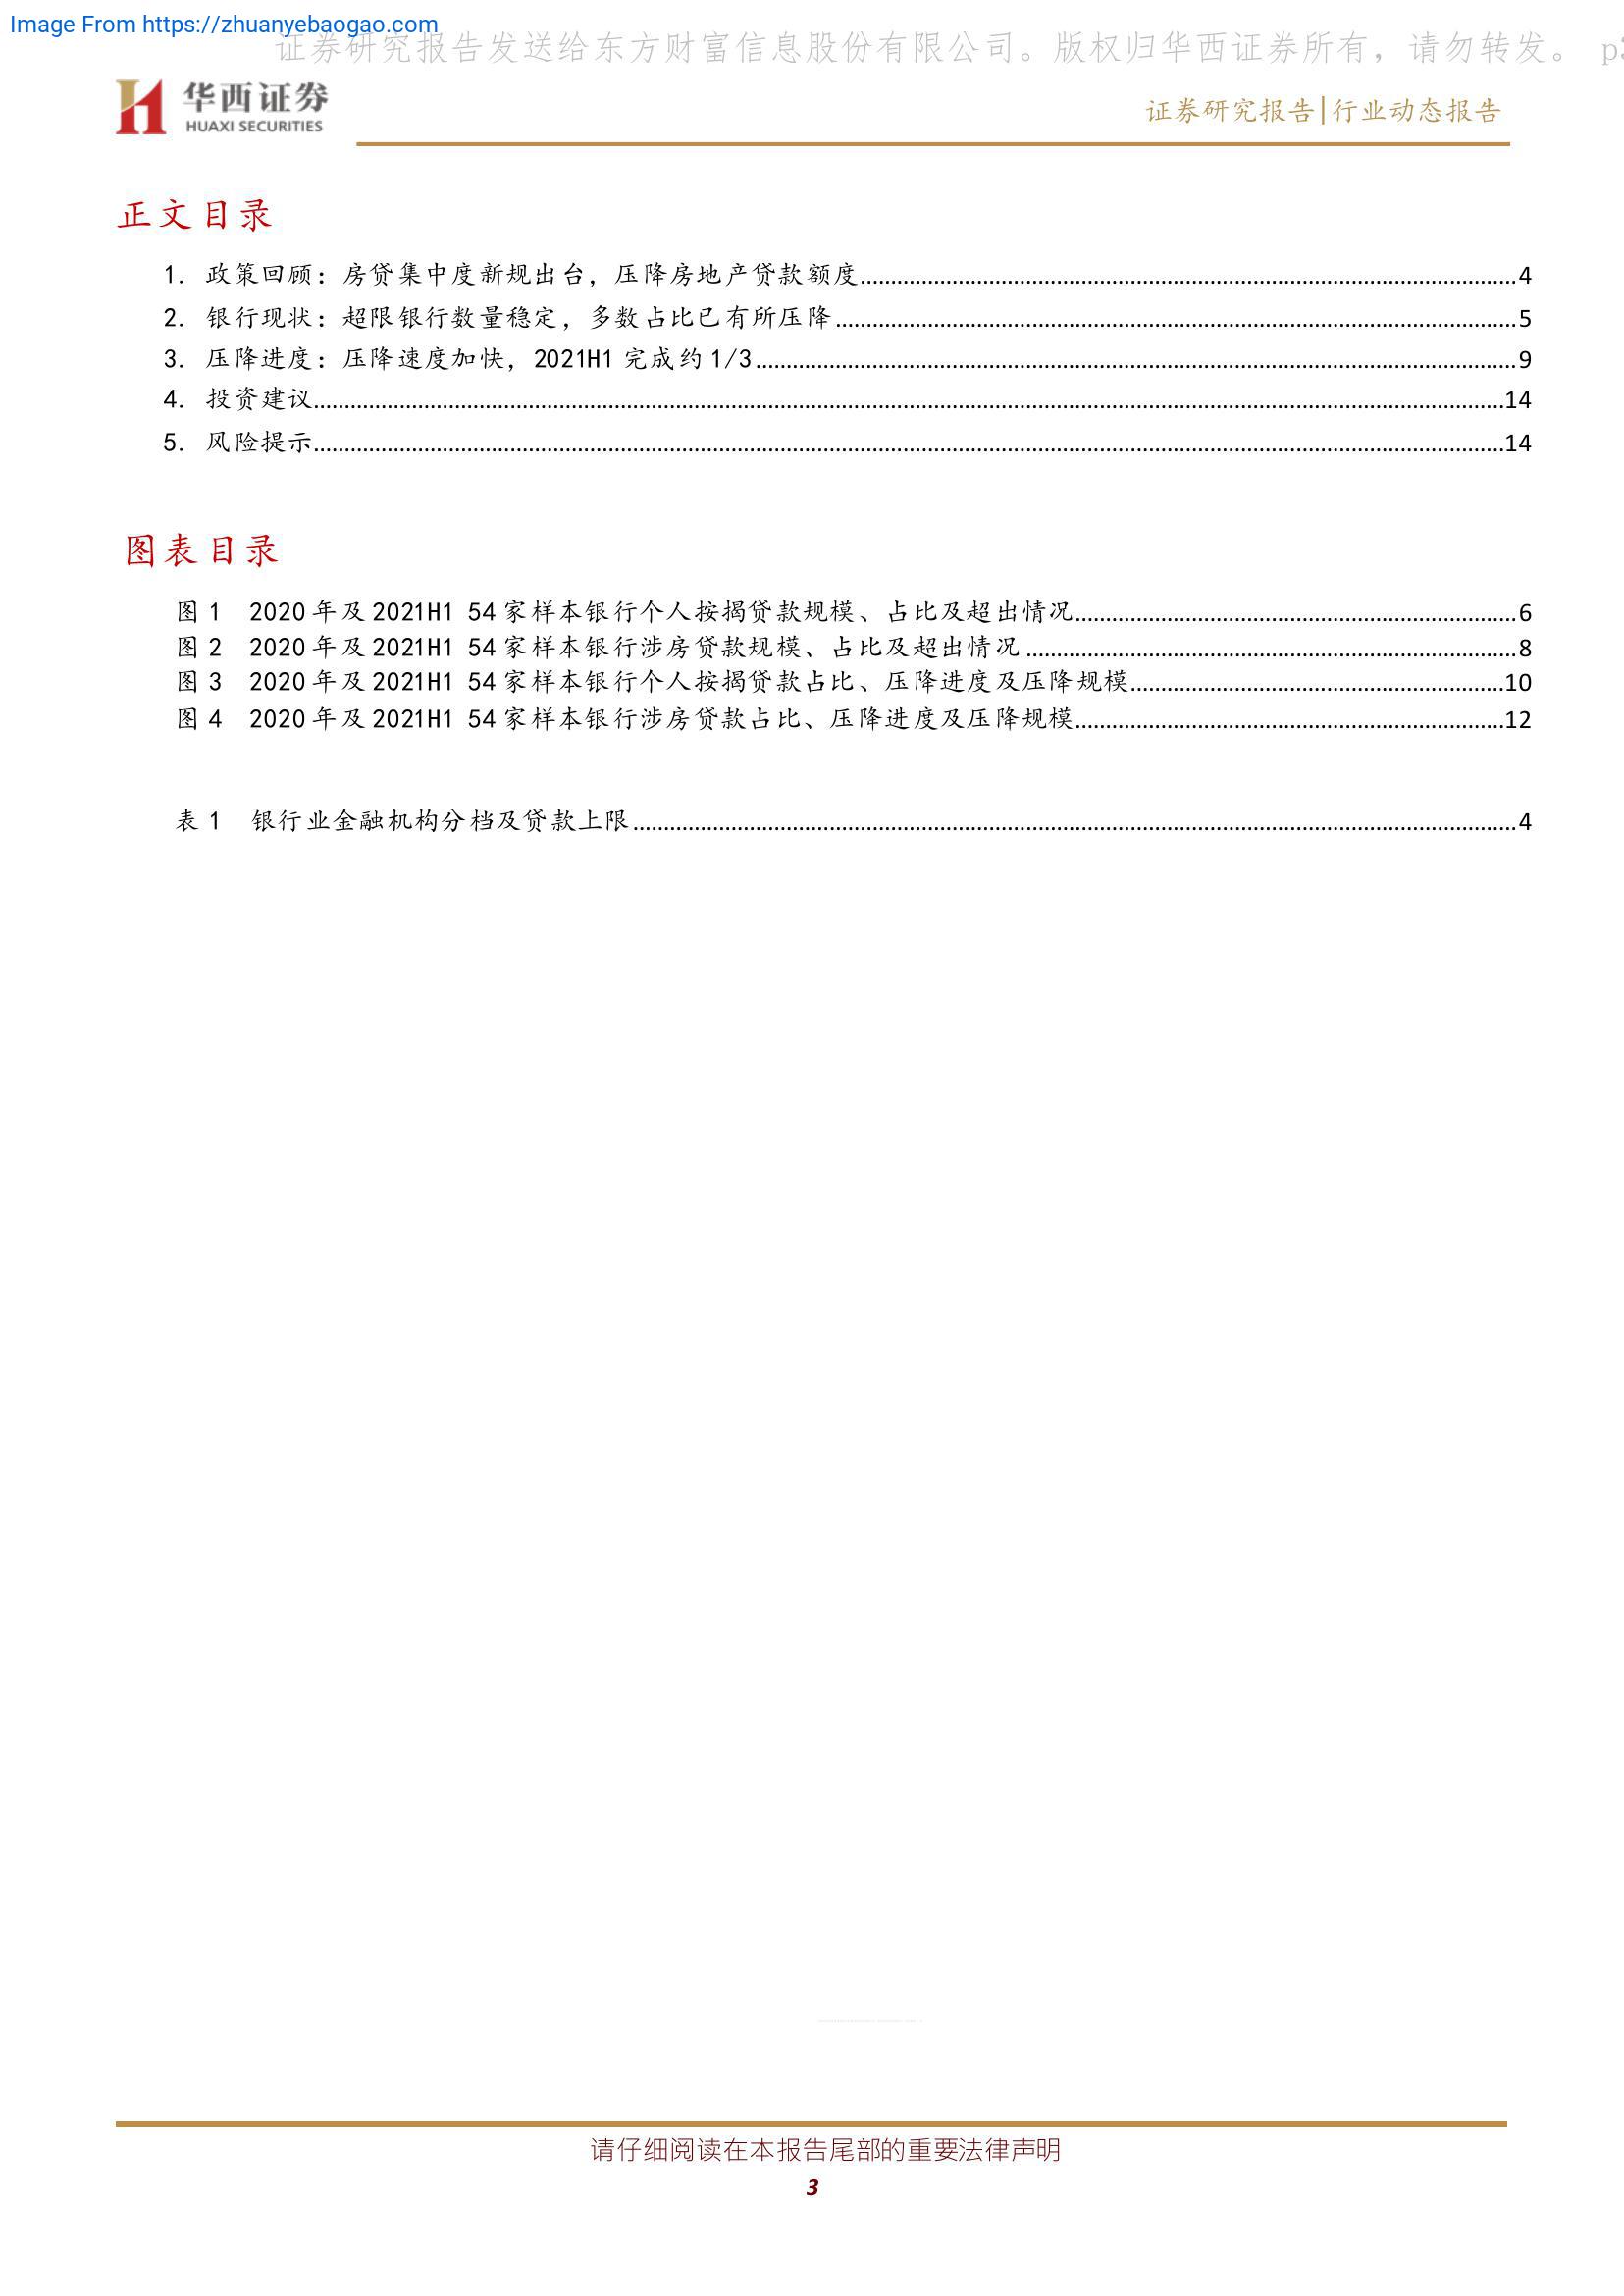 Image From https://zhuanyebaogao.com
证券研究报告发送给东方财富信息股份有限公司。版权归华西证券所有，请勿转发。 p3
华西证券
HUAXI SECURITIES
证券研究报告|行业动态报告
正文目录
1. 政策回顾：房贷集中度新规出台，压降房地产贷款额度 4
2. 银行现状：超限银行数量稳定，多数占比已有所压降 5
3. 压降进度：压降速度加快，2021H1 完成约 1/3 9
4. 投资建议 14
5. 风险提示 14
图表目录
图 1 2020 年及 2021H1 54 家样本银行个人按揭贷款规模、占比及超出情况 6
图 2 2020 年及 2021H1 54 家样本银行涉房贷款规模、占比及超出情况 8
图 3 2020 年及 2021H1 54 家样本银行个人按揭贷款占比、压降进度及压降规模 10
图 4 2020 年及 2021H1 54 家样本银行涉房贷款占比、压降进度及压降规模 12
表 1 银行业金融机构分档及贷款上限 4
请仔细阅读在本报告尾部的重要法律声明
3